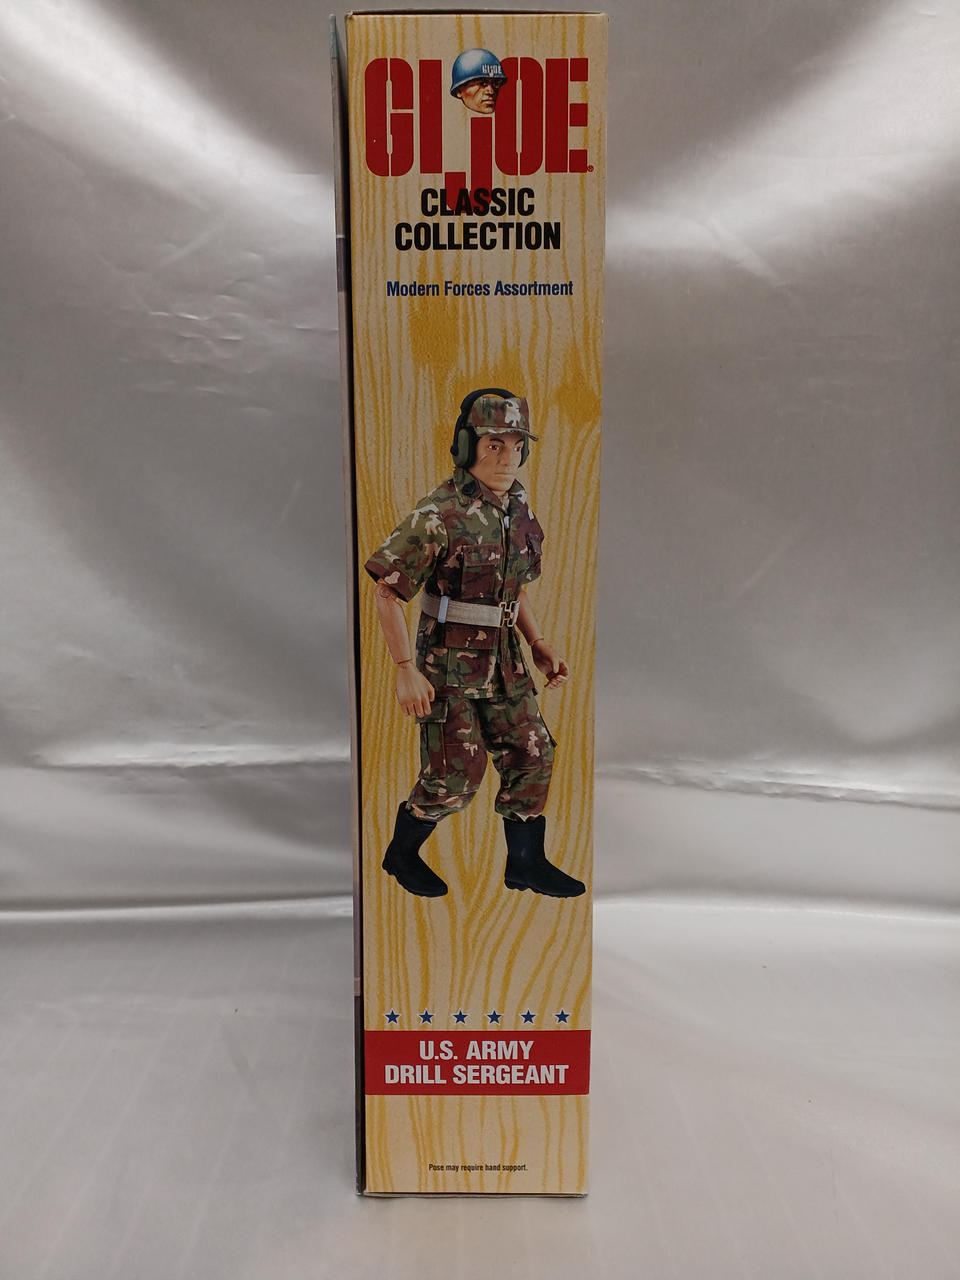 GI JOE®
CLASSIC
COLLECTION
Modern Forces Assortment
U.S. ARMY
DRILL SERGEANT
Pose may require hand support.